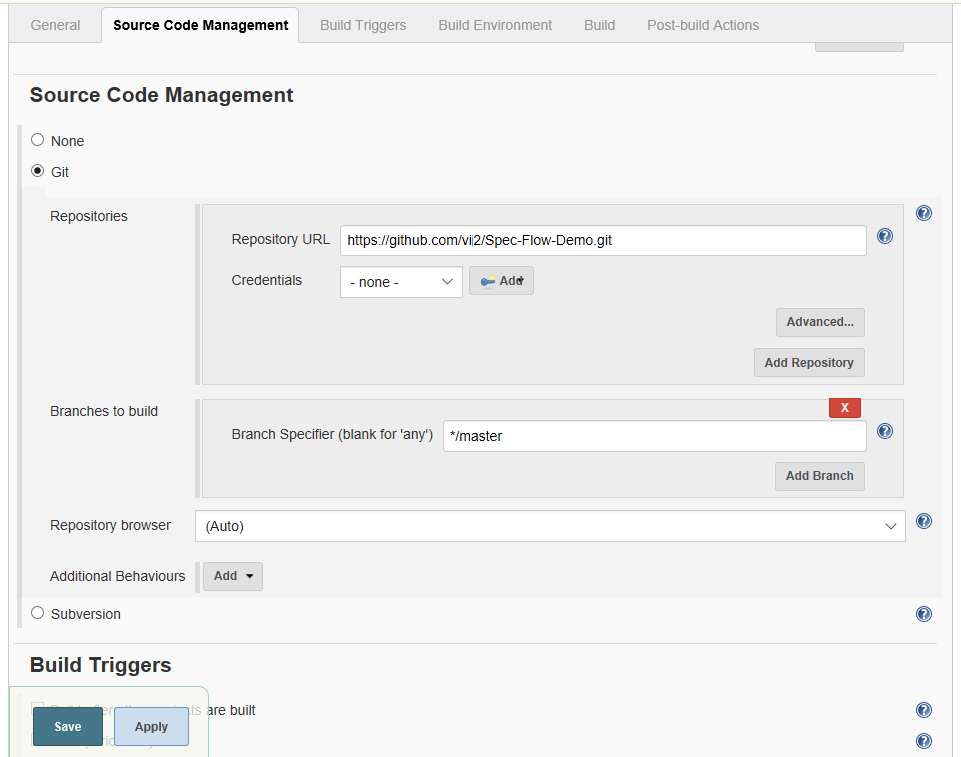 General Source Code Management Build Triggers Build Environment Build Post-build Actions
Source Code Management
None
Git
Repositories
Repository URL https://github.com/vii2/Spec-Flow-Demo.git
Credentials - none - Add
Advanced...
Add Repository
Branches to build
X
Branch Specifier (blank for 'any') */master
Add Branch
Repository browser (Auto)
Additional Behaviours Add
Subversion
Build Triggers
are built
Save Apply